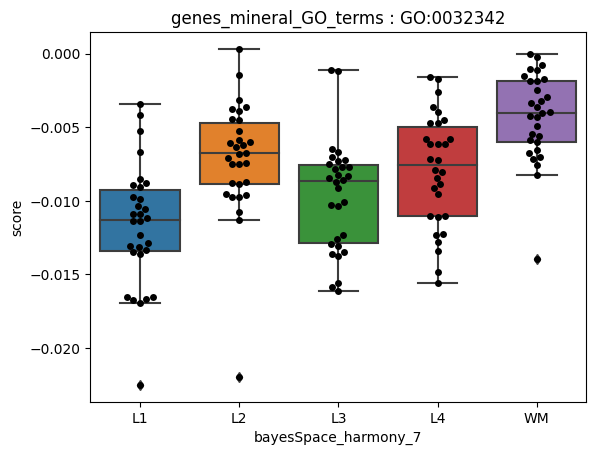 genes_mineral_GO_terms : GO:0032342
0.000
−0.005
−0.010
−0.015
−0.020
score
L1 L2 L3 L4 WM
bayesSpace_harmony_7